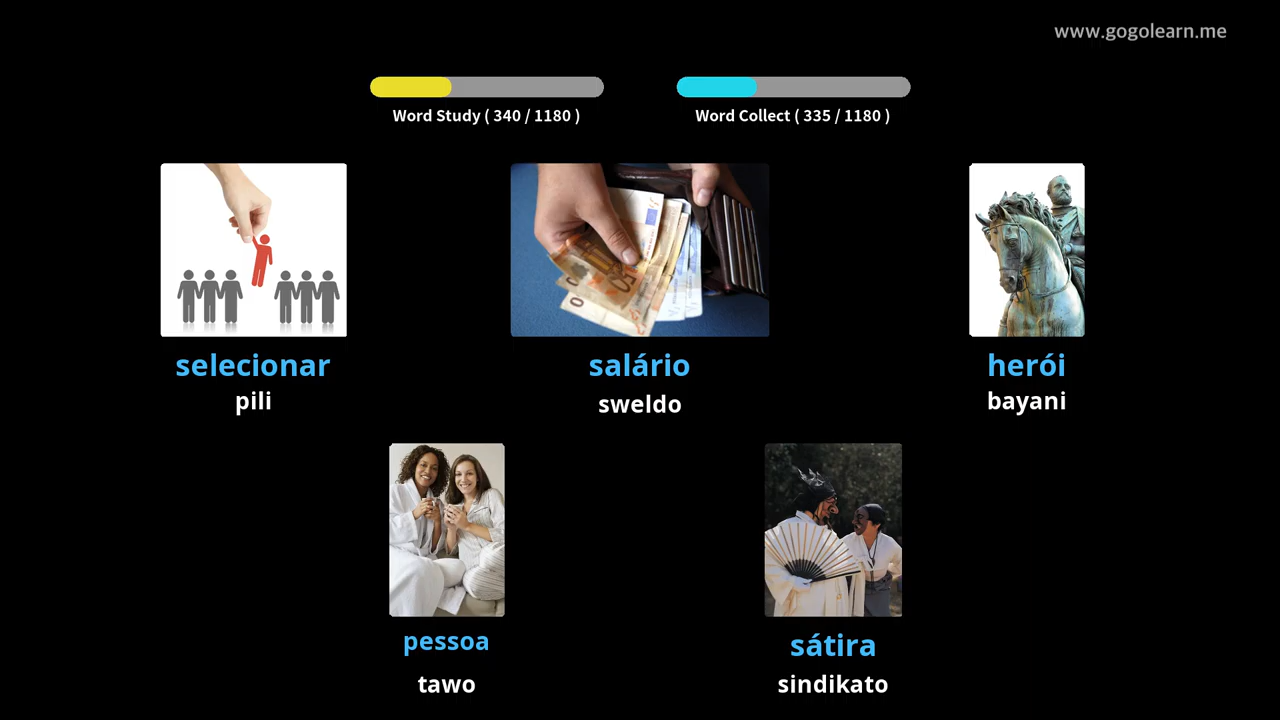 www.gogolearn.me
Word Study ( 340 / 1180 )
Word Collect ( 335 / 1180 )
selecionar
pili
salário
sweldo
herói
bayani
pessoa
tawo
sátira
sindikato